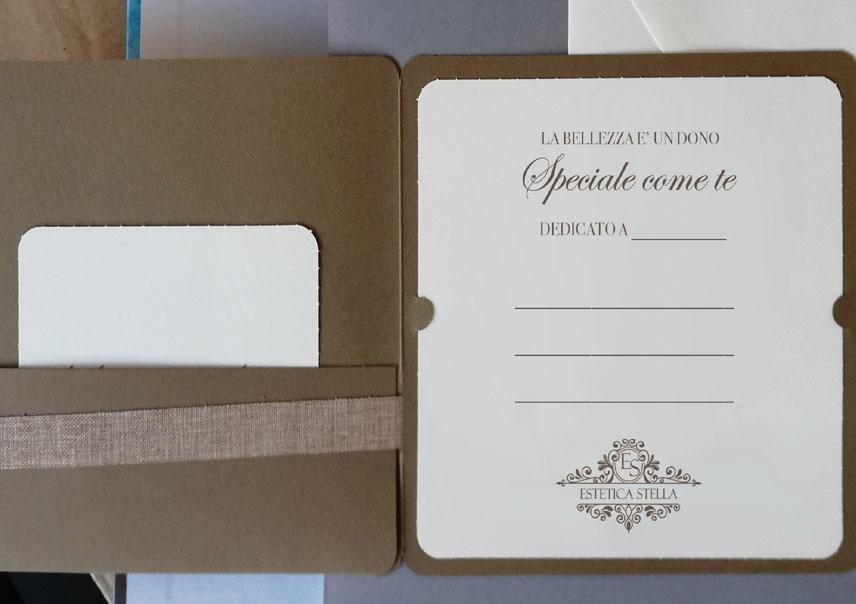 LA BELLEZZA E' UN DONO
Speciale come te
DEDICATO A
ES
ESTETICA STELLA